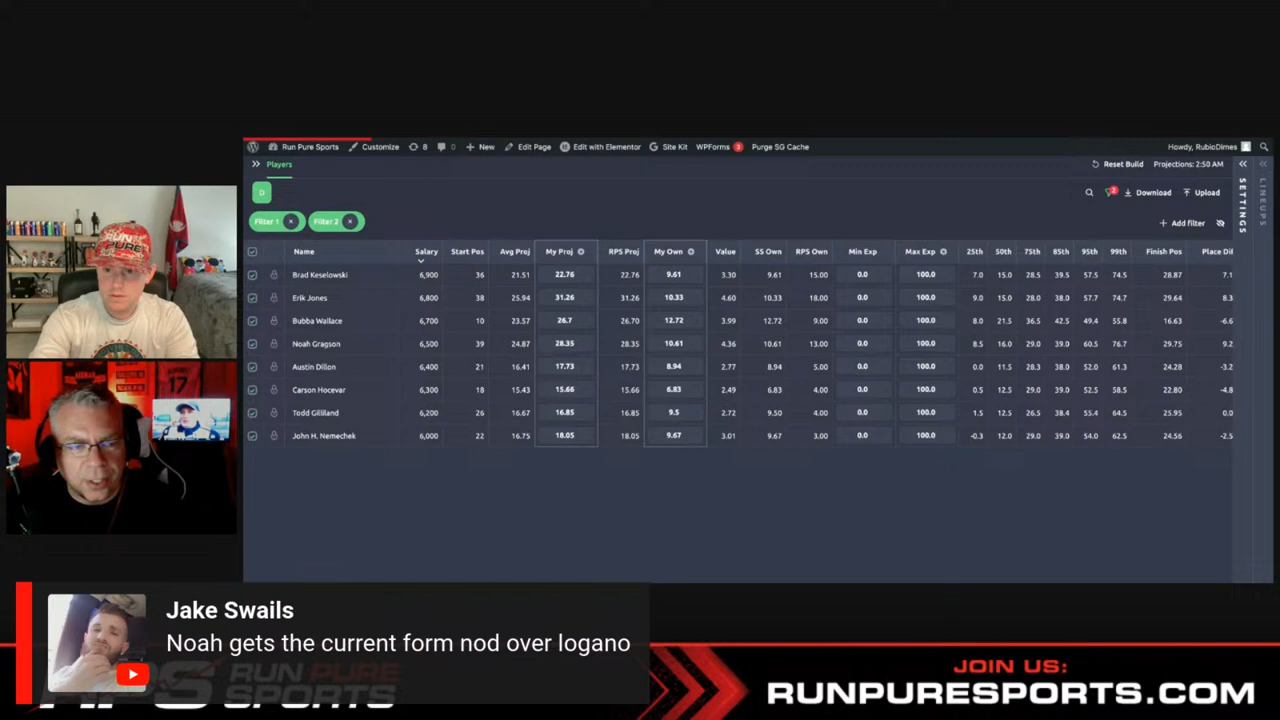 Run Pure Sports Customize 8 0 New Edit Page Edit with Elementor Site Kit WPForms 3 Purge SG Cache Howdy, RubioDimes
Players Reset Build Projections: 2:50 AM
D 2 Download Upload
Filter 1 Filter 2 + Add filter
SETTINGS
LINEUPS
Name Salary Start Pos Avg Proj My Proj RPS Proj My Own Value SS Own RPS Own Min Exp Max Exp 25th 50th 75th 85th 95th 99th Finish Pos Place Dif
Brad Keselowski 6,900 36 21.51 22.76 22.76 9.61 3.30 9.61 15.00 0.0 100.0 7.0 15.0 28.5 39.5 57.5 74.5 28.87 7.1
Erik Jones 6,800 38 25.94 31.26 31.26 10.33 4.60 10.33 18.00 0.0 100.0 9.0 15.0 28.0 38.0 57.7 74.7 29.64 8.3
Bubba Wallace 6,700 10 23.57 26.7 26.70 12.72 3.99 12.72 9.00 0.0 100.0 8.0 21.5 36.5 42.5 49.4 55.8 16.63 -6.6
Noah Gragson 6,500 39 24.87 28.35 28.35 10.61 4.36 10.61 13.00 0.0 100.0 8.5 16.0 29.0 39.0 60.5 76.7 29.75 9.2
Austin Dillon 6,400 21 16.41 17.73 17.73 8.94 2.77 8.94 5.00 0.0 100.0 0.0 11.5 28.3 38.0 52.0 61.3 24.28 -3.2
Carson Hocevar 6,300 18 15.43 15.66 15.66 6.83 2.49 6.83 4.00 0.0 100.0 0.5 12.5 29.0 39.0 52.5 58.5 22.80 -4.8
Todd Gilliland 6,200 26 16.67 16.85 16.85 9.5 2.72 9.50 4.00 0.0 100.0 1.5 12.5 26.5 38.4 55.4 64.5 25.95 0.0
John H. Nemechek 6,000 22 16.75 18.05 18.05 9.67 3.01 9.67 3.00 0.0 100.0 -0.3 12.0 29.0 39.0 54.0 62.5 24.56 -2.5
17
Jake Swails
Noah gets the current form nod over logano
RPS RUN PURE
SPORTS
JOIN US:
RUNPURESPORTS.COM